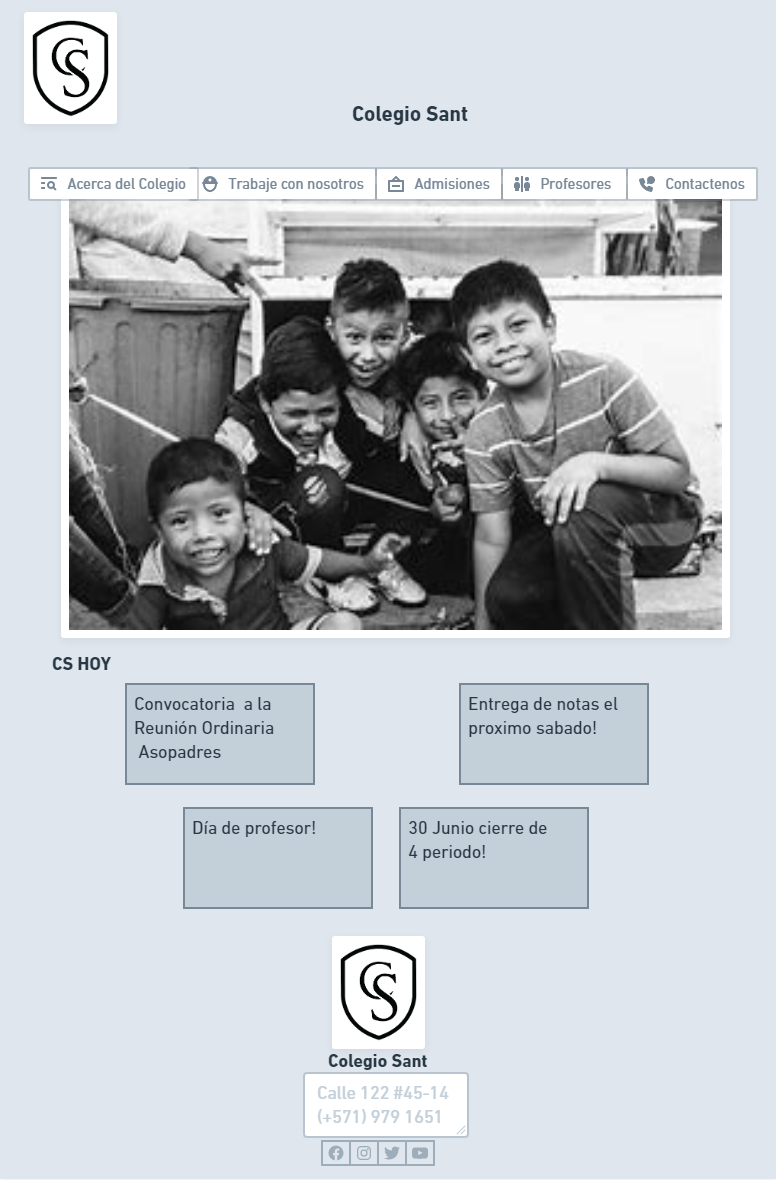 CS
Colegio Sant
Acerca del Colegio
Trabaje con nosotros
Admisiones
Profesores
Contactenos
CS HOY
Convocatoria a la
Reunión Ordinaria
Asopadres
Entrega de notas el
proximo sabado!
Día de profesor!
30 Junio cierre de
4 periodo!
CS
Colegio Sant
Calle 122 #45-14
(+571) 979 1651